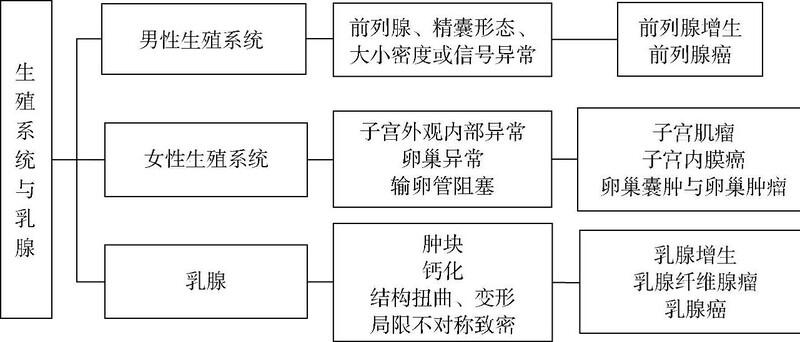 生殖系统与乳腺
男性生殖系统
前列腺、精囊形态、
大小密度或信号异常
前列腺增生
前列腺癌
女性生殖系统
子宫外观内部异常
卵巢异常
输卵管阻塞
子宫肌瘤
子宫内膜癌
卵巢囊肿与卵巢肿瘤
乳腺
肿块
钙化
结构扭曲、变形
局限不对称致密
乳腺增生
乳腺纤维腺瘤
乳腺癌